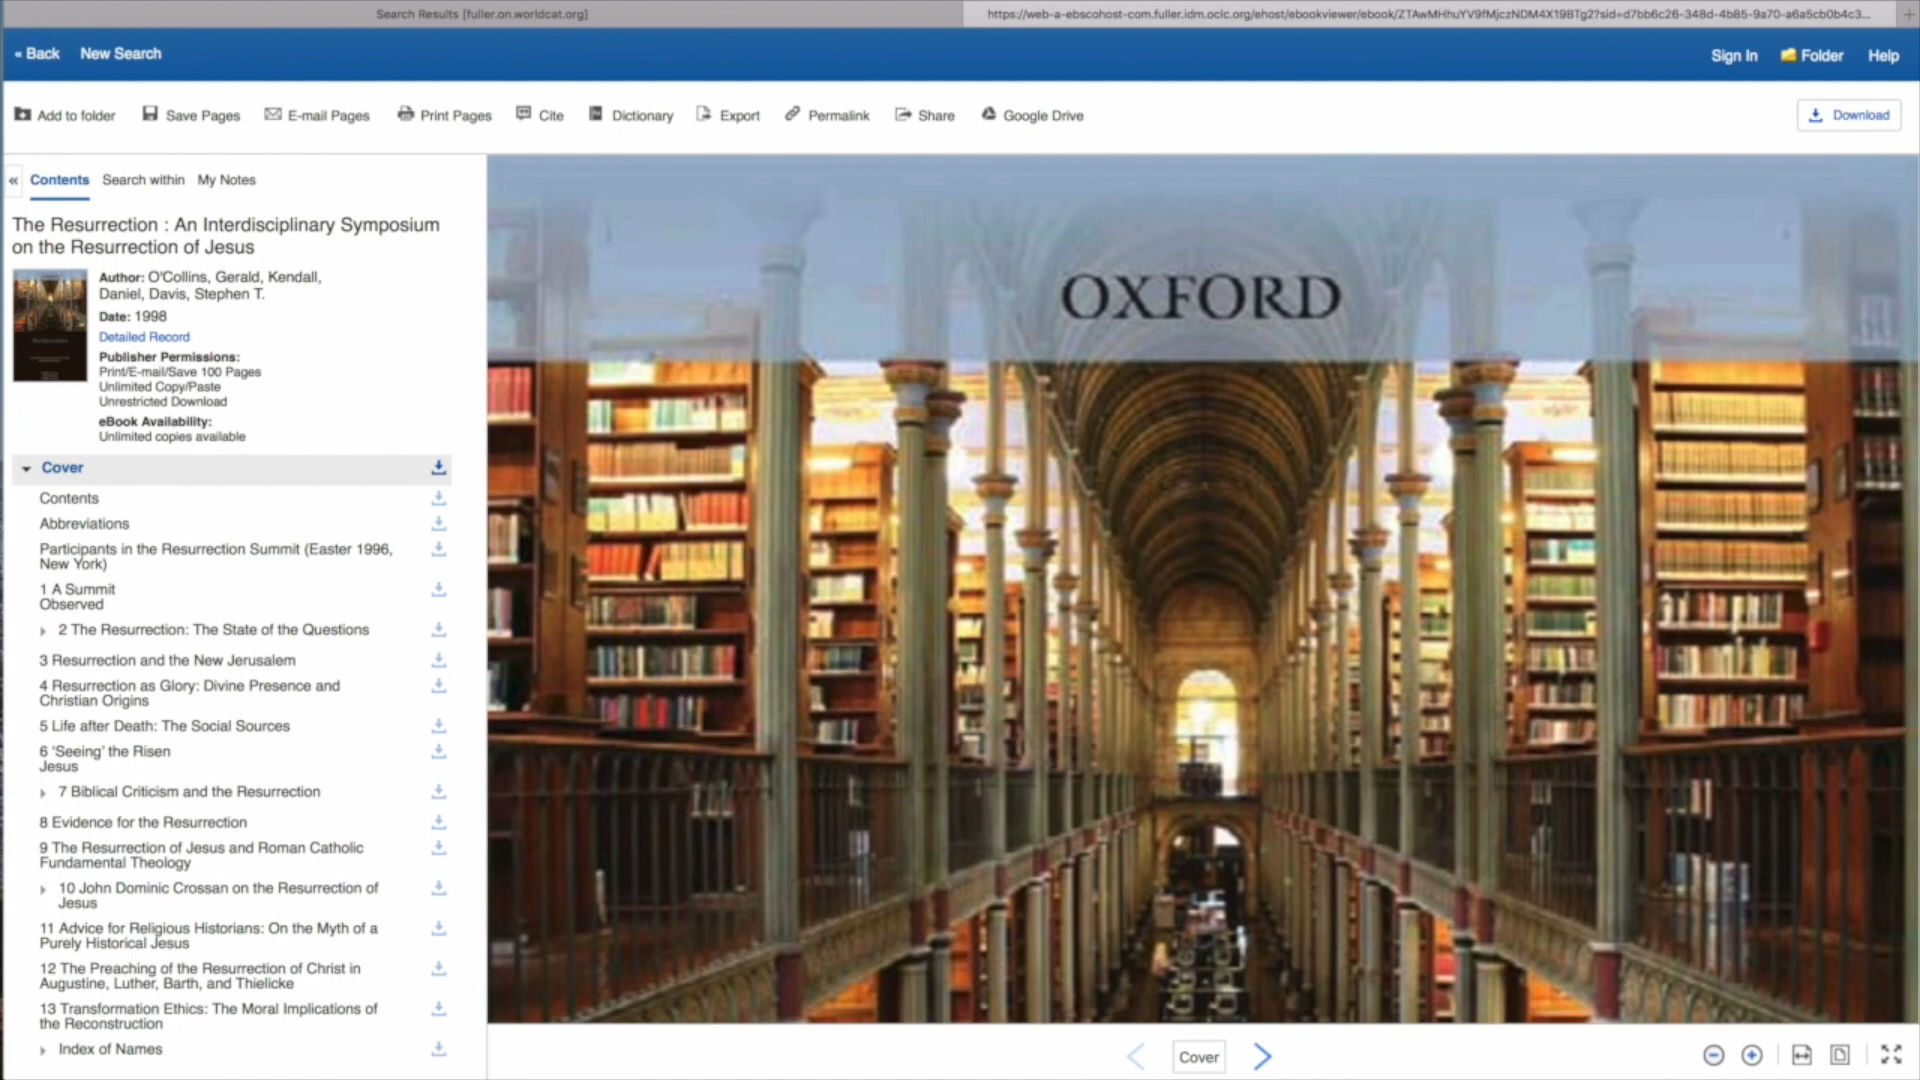 Search Results [fuller.on.worldcat.org]
https://web-a-ebscohost-com.fuller.idm.oclc.org/ehost/ebookviewer/ebook/ZTAwMHhuYV9fMjczNDM4X19BTg2?sid=d7bb6c26-348d-4b85-9a70-a6a5cb0b4c3...
« Back New Search Sign In Folder Help
Add to folder Save Pages E-mail Pages Print Pages Cite Dictionary Export Permalink Share Google Drive Download
« Contents Search within My Notes
The Resurrection : An Interdisciplinary Symposium
on the Resurrection of Jesus
Author: O'Collins, Gerald, Kendall,
Daniel, Davis, Stephen T.
Date: 1998
Detailed Record
Publisher Permissions:
Print/E-mail/Save 100 Pages
Unlimited Copy/Paste
Unrestricted Download
eBook Availability:
Unlimited copies available
Cover
Contents
Abbreviations
Participants in the Resurrection Summit (Easter 1996,
New York)
1 A Summit
Observed
2 The Resurrection: The State of the Questions
3 Resurrection and the New Jerusalem
4 Resurrection as Glory: Divine Presence and
Christian Origins
5 Life after Death: The Social Sources
6 'Seeing' the Risen
Jesus
7 Biblical Criticism and the Resurrection
8 Evidence for the Resurrection
9 The Resurrection of Jesus and Roman Catholic
Fundamental Theology
10 John Dominic Crossan on the Resurrection of
Jesus
11 Advice for Religious Historians: On the Myth of a
Purely Historical Jesus
12 The Preaching of the Resurrection of Christ in
Augustine, Luther, Barth, and Thielicke
13 Transformation Ethics: The Moral Implications of
the Reconstruction
Index of Names
OXFORD
Cover